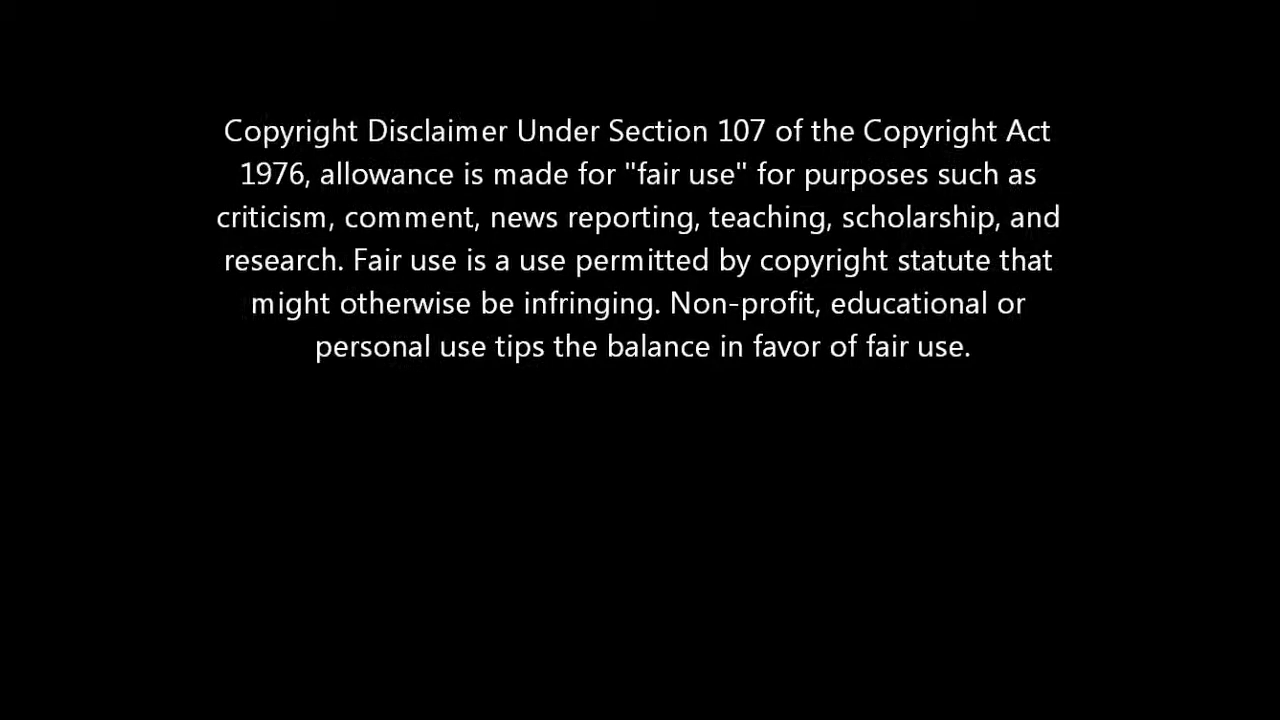 Copyright Disclaimer Under Section 107 of the Copyright Act
1976, allowance is made for "fair use" for purposes such as
criticism, comment, news reporting, teaching, scholarship, and
research. Fair use is a use permitted by copyright statute that
might otherwise be infringing. Non-profit, educational or
personal use tips the balance in favor of fair use.